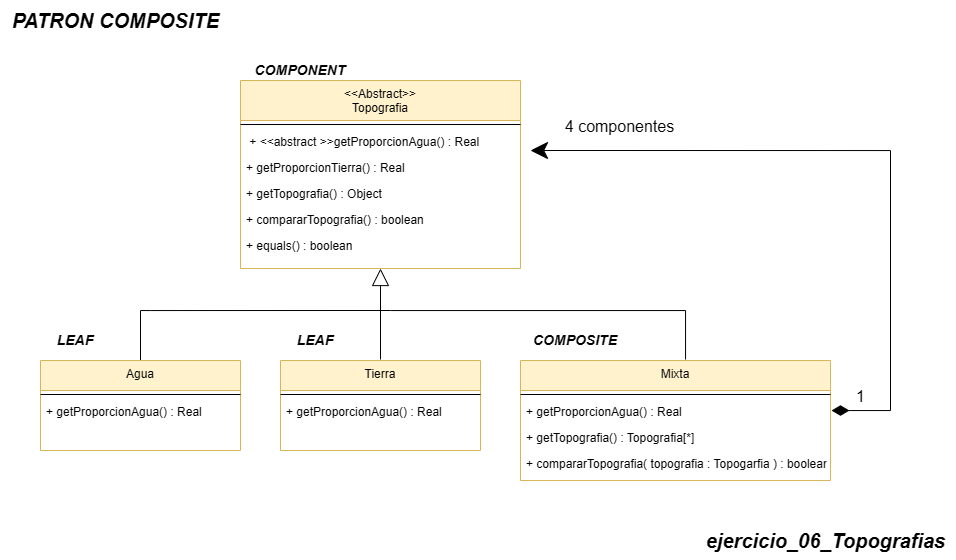 PATRON COMPOSITE
COMPONENT
<<Abstract>>
Topografia
+ <<abstract >>getProporcionAgua() : Real
+ getProporcionTierra() : Real
+ getTopografia() : Object
+ compararTopografia() : boolean
+ equals() : boolean
4 componentes
LEAF
Agua
+ getProporcionAgua() : Real
LEAF
Tierra
+ getProporcionAgua() : Real
COMPOSITE
Mixta
+ getProporcionAgua() : Real
+ getTopografia() : Topografia[*]
+ compararTopografia( topografia : Topogarfia ) : boolear
1
ejercicio_06_Topografias